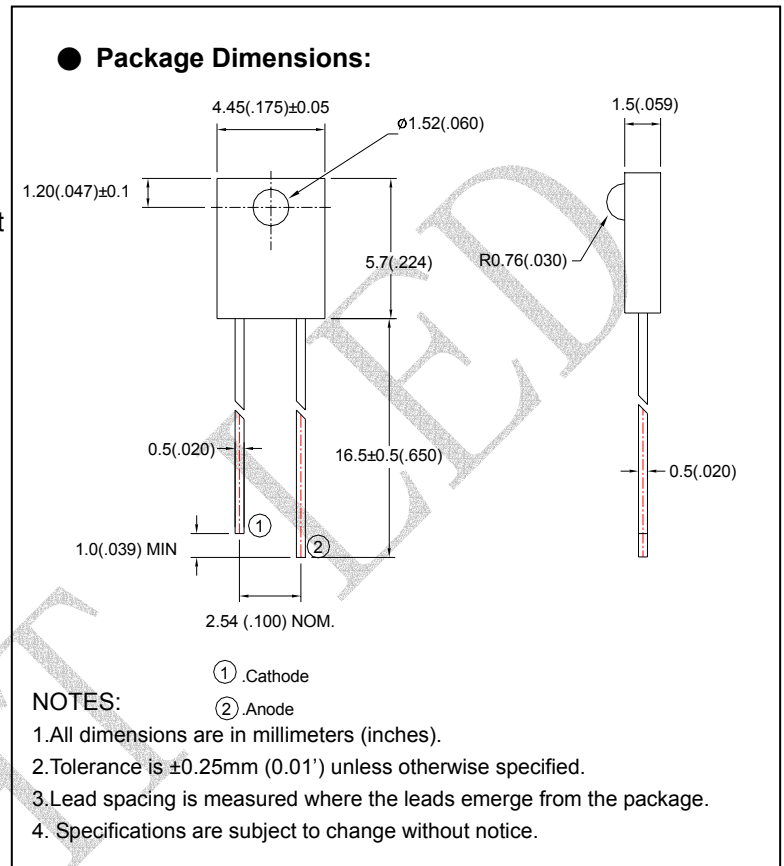 ● Package Dimensions:
4.45(.175)±0.05
1.5(.059)
ø1.52(.060)
1.20(.047)±0.1
t
5.7(.224)
R0.76(.030)
0.5(.020)
16.5±0.5(.650)
0.5(.020)
①
1.0(.039) MIN
②
2.54 (.100) NOM.
① .Cathode
NOTES:
② .Anode
1.All dimensions are in millimeters (inches).
2.Tolerance is ±0.25mm (0.01’) unless otherwise specified.
3.Lead spacing is measured where the leads emerge from the package.
4. Specifications are subject to change without notice.
T LED